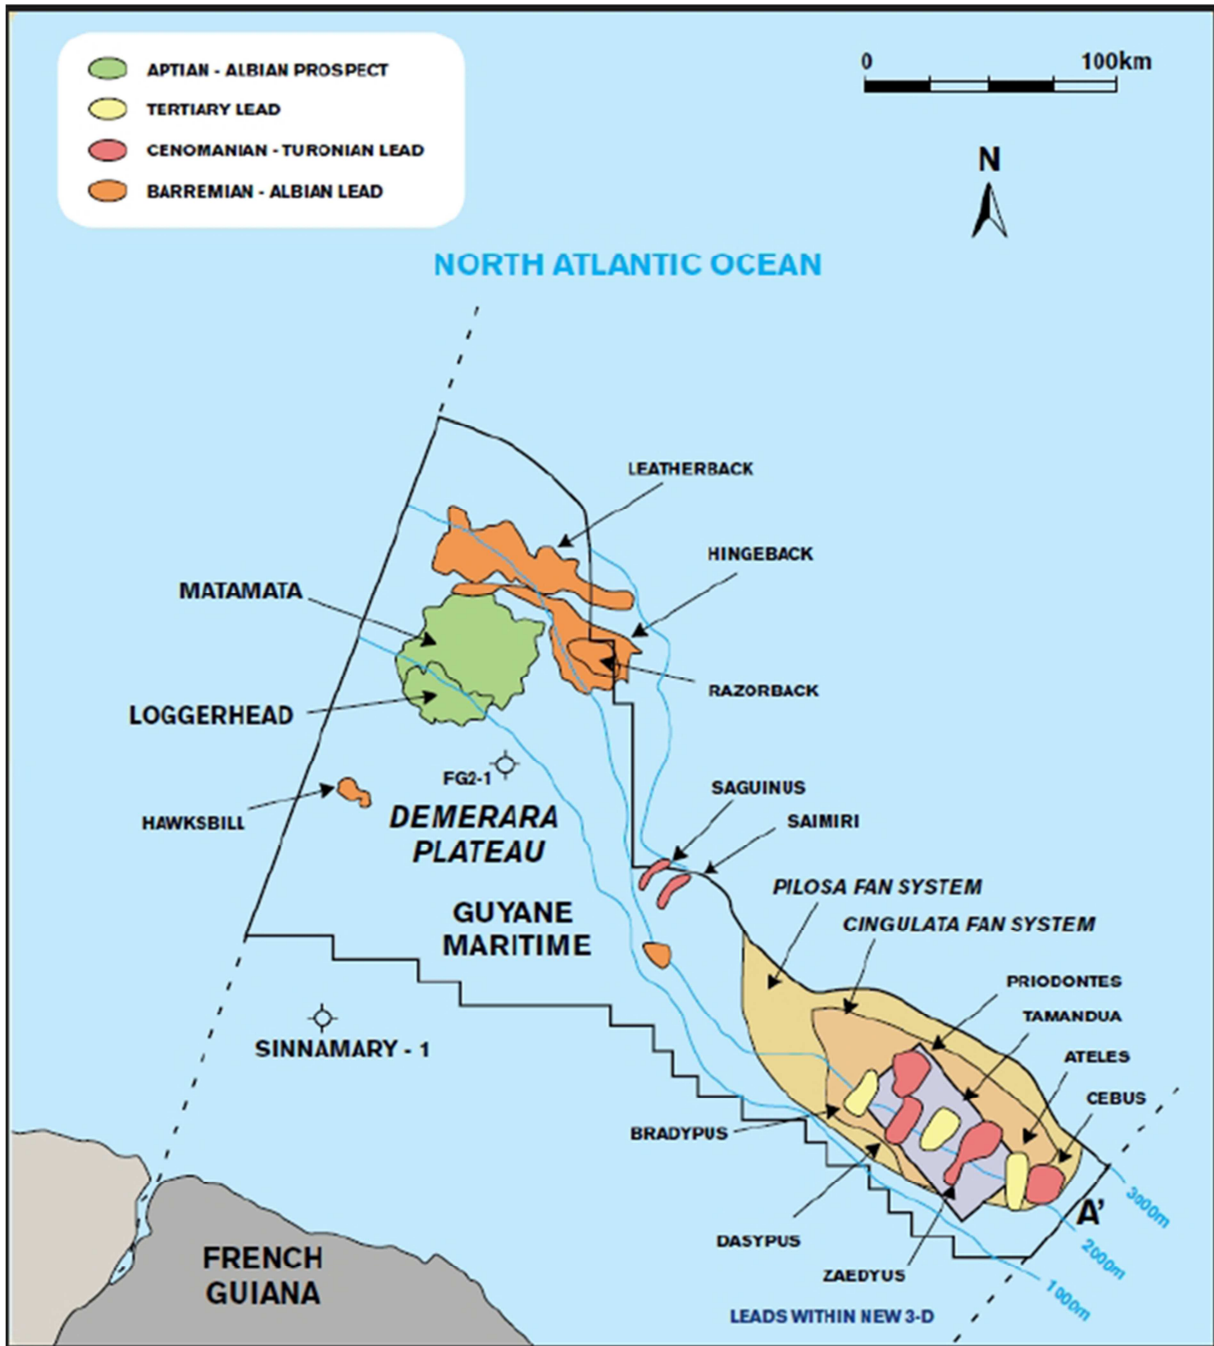 APTIAN - ALBIAN PROSPECT
TERTIARY LEAD
CENOMANIAN - TURONIAN LEAD
BARREMIAN - ALBIAN LEAD
0
100km
N
NORTH ATLANTIC OCEAN
LEATHERBACK
HINGEBACK
MATAMATA
RAZORBACK
LOGGERHEAD
FG2-1
SAGUINUS
HAWKSBILL
DEMERARA
PLATEAU
SAIMIRI
PILOSA FAN SYSTEM
GUYANE
MARITIME
CINGULATA FAN SYSTEM
PRIODONTES
TAMANDUA
SINNAMARY - 1
ATELES
CEBUS
BRADYPUS
3000m
A'
DASYPUS
2000m
FRENCH
GUIANA
ZAEDYUS
1000m
LEADS WITHIN NEW 3-D